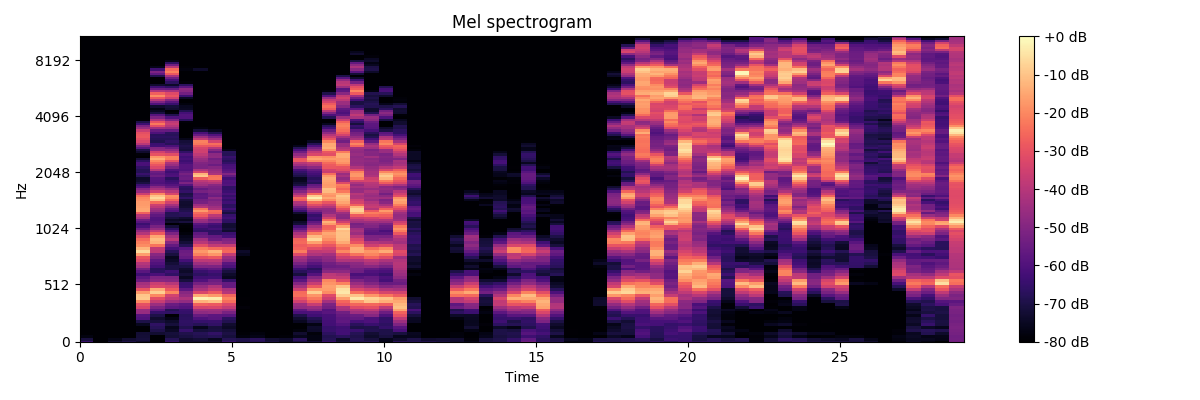 Mel spectrogram
8192
4096
2048
1024
512
0
Hz
0 5 10 15 20 25
Time
+0 dB
-10 dB
-20 dB
-30 dB
-40 dB
-50 dB
-60 dB
-70 dB
-80 dB